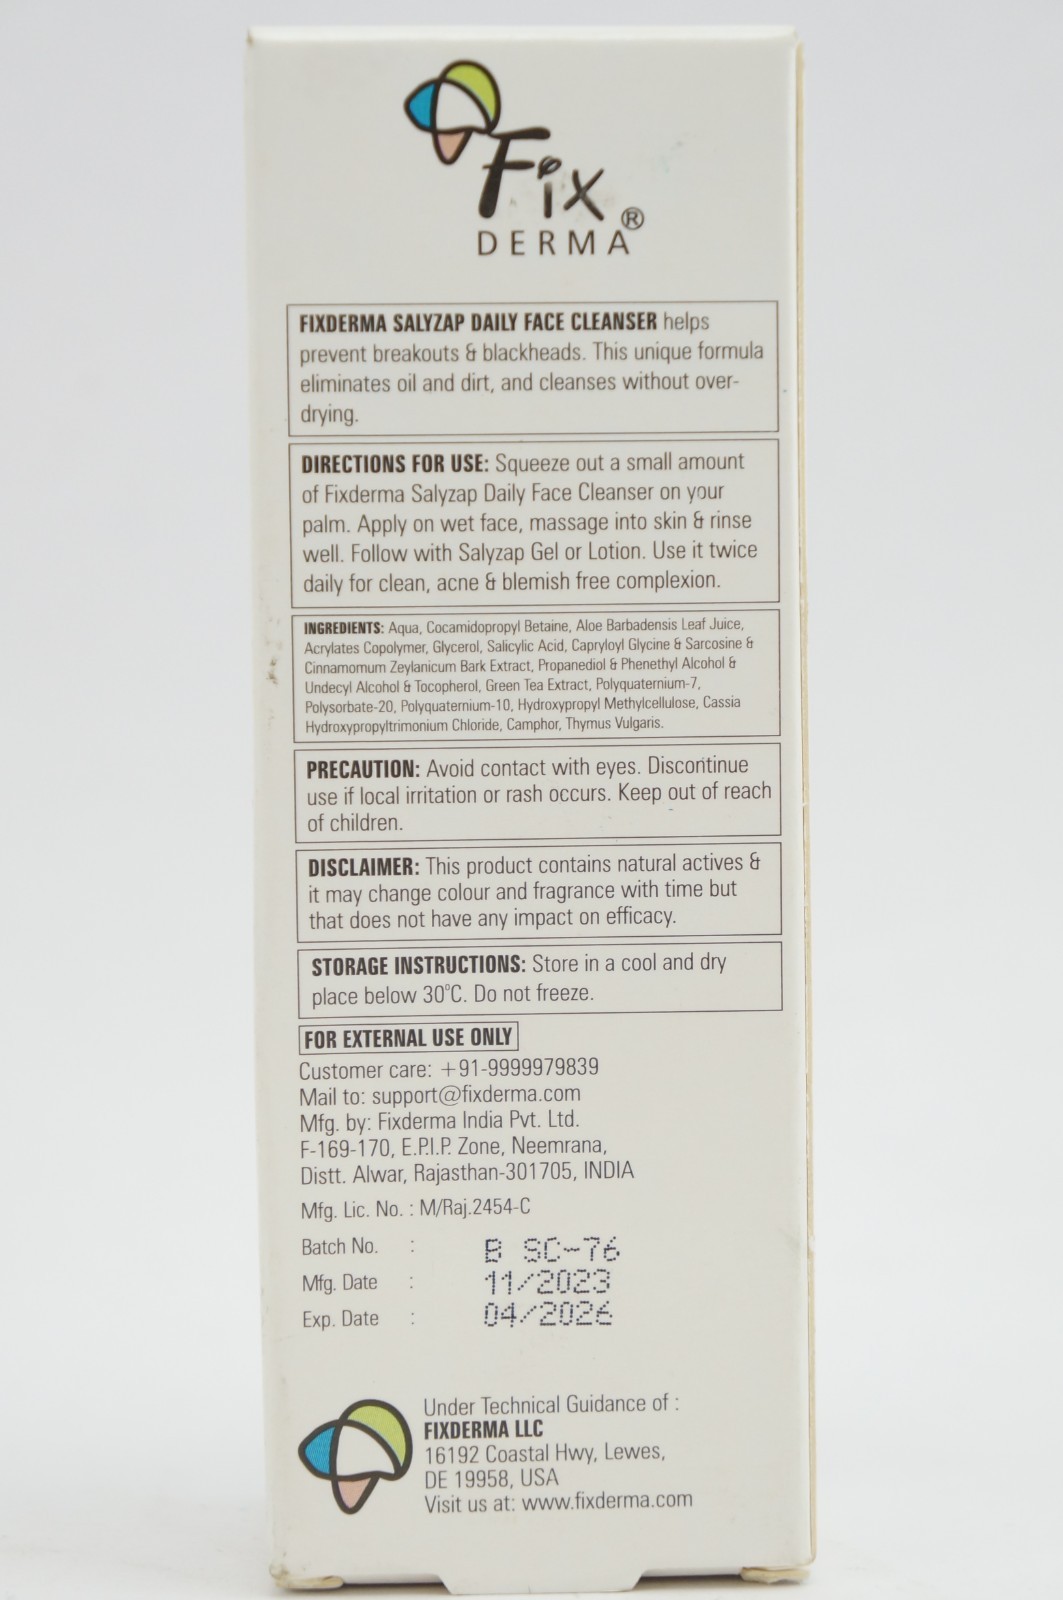 Fix
DERMA®
FIXDERMA SALYZAP DAILY FACE CLEANSER helps
prevent breakouts & blackheads. This unique formula
eliminates oil and dirt, and cleanses without over-
drying.
DIRECTIONS FOR USE: Squeeze out a small amount
of Fixderma Salyzap Daily Face Cleanser on your
palm. Apply on wet face, massage into skin & rinse
well. Follow with Salyzap Gel or Lotion. Use it twice
daily for clean, acne & blemish free complexion.
INGREDIENTS: Aqua, Cocamidopropyl Betaine, Aloe Barbadensis Leaf Juice,
Acrylates Copolymer, Glycerol, Salicylic Acid, Capryloyl Glycine & Sarcosine &
Cinnamomum Zeylanicum Bark Extract, Propanediol & Phenethyl Alcohol &
Undecyl Alcohol & Tocopherol, Green Tea Extract, Polyquaternium-7,
Polysorbate-20, Polyquaternium-10, Hydroxypropyl Methylcellulose, Cassia
Hydroxypropyltrimonium Chloride, Camphor, Thymus Vulgaris.
PRECAUTION: Avoid contact with eyes. Discontinue
use if local irritation or rash occurs. Keep out of reach
of children.
DISCLAIMER: This product contains natural actives &
it may change colour and fragrance with time but
that does not have any impact on efficacy.
STORAGE INSTRUCTIONS: Store in a cool and dry
place below 30°C. Do not freeze.
FOR EXTERNAL USE ONLY
Customer care: +91-9999979839
Mail to: support@fixderma.com
Mfg. by: Fixderma India Pvt. Ltd.
F-169-170, E.P.I.P. Zone, Neemrana,
Distt. Alwar, Rajasthan-301705, INDIA
Mfg. Lic. No. : M/Raj.2454-C
Batch No. : B SC-76
Mfg. Date : 11/2023
Exp. Date : 04/2026
Under Technical Guidance of :
FIXDERMA LLC
16192 Coastal Hwy, Lewes,
DE 19958, USA
Visit us at: www.fixderma.com